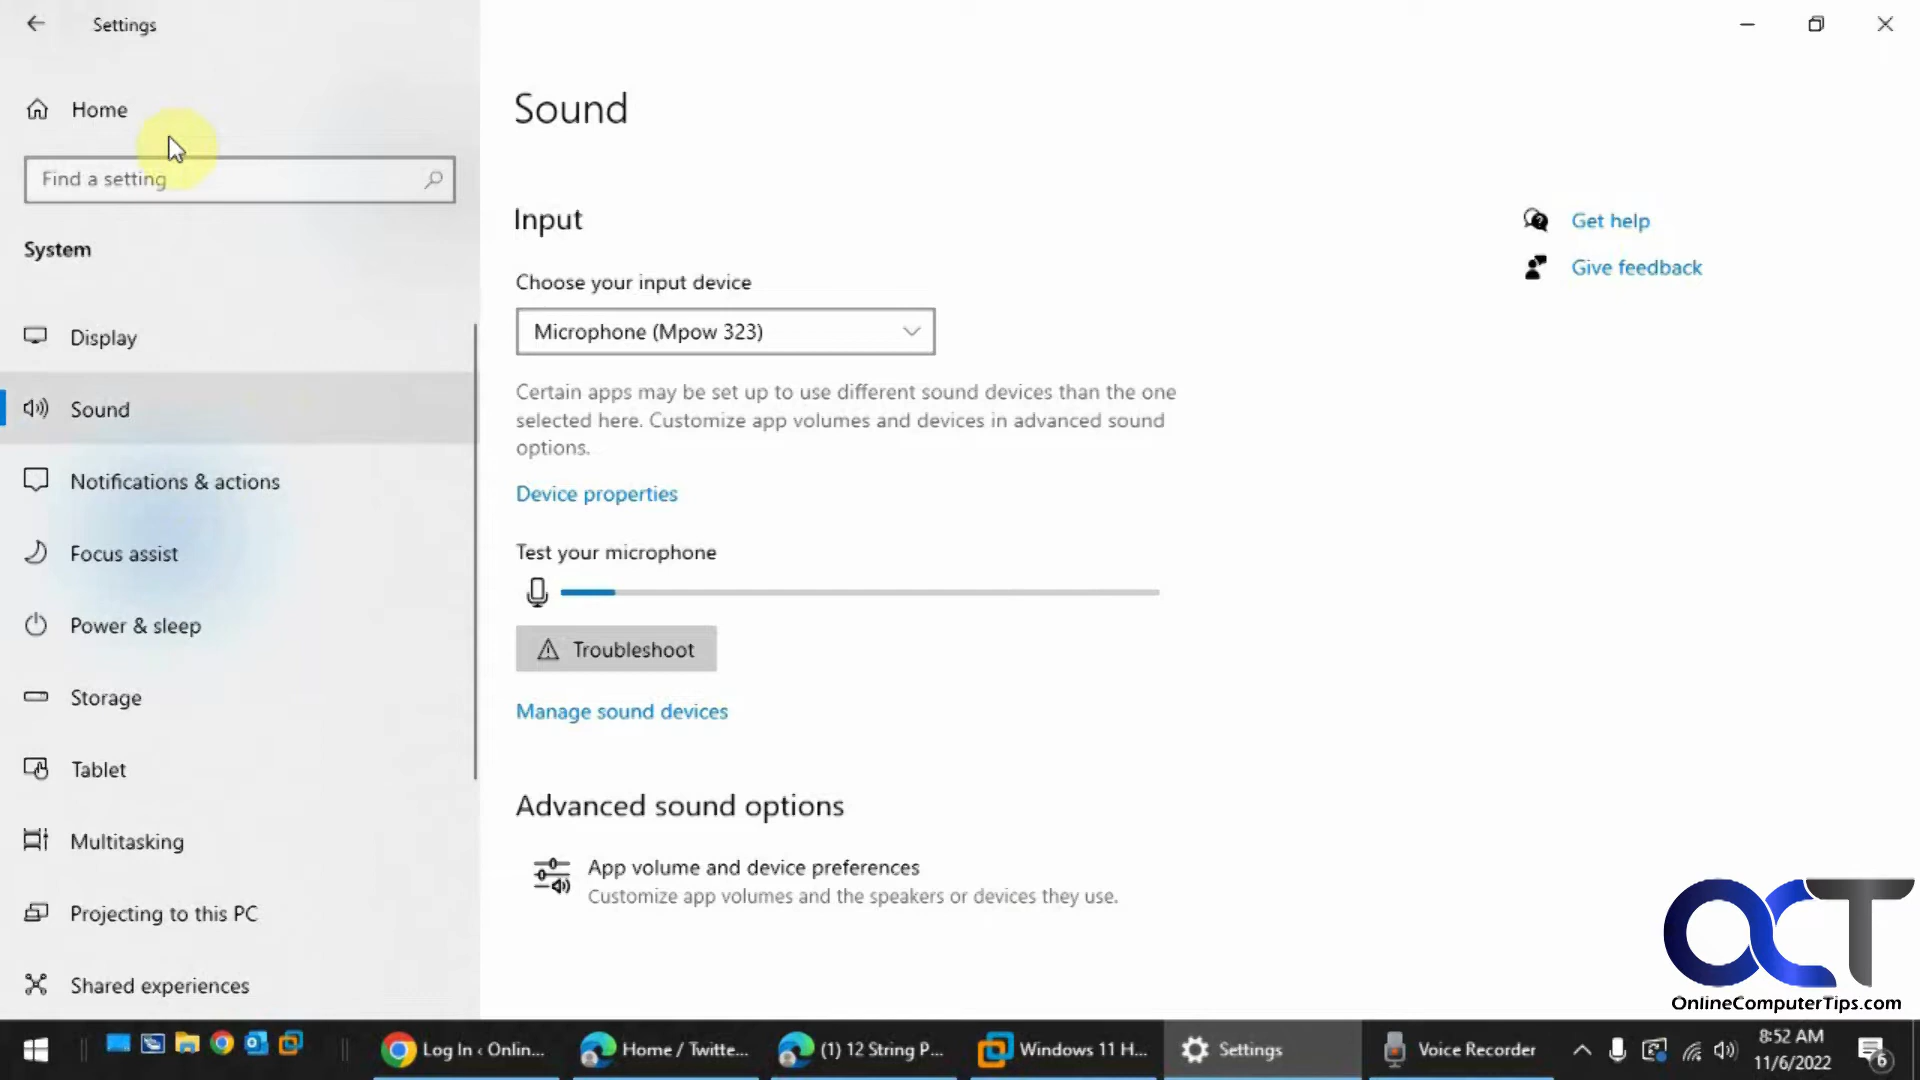 Settings
Home
Find a setting
System
Display
Sound
Notifications & actions
Focus assist
Power & sleep
Storage
Tablet
Multitasking
Projecting to this PC
Shared experiences
Sound
Input
Choose your input device
Microphone (Mpow 323)
Certain apps may be set up to use different sound devices than the one
selected here. Customize app volumes and devices in advanced sound
options.
Device properties
Test your microphone
Troubleshoot
Manage sound devices
Advanced sound options
App volume and device preferences
Customize app volumes and the speakers or devices they use.
Get help
Give feedback
OCT
OnlineComputerTips.com
Log In ‹ Onlin...
Home / Twitte...
(1) 12 String P...
Windows 11 H...
Settings
Voice Recorder
8:52 AM
11/6/2022
6